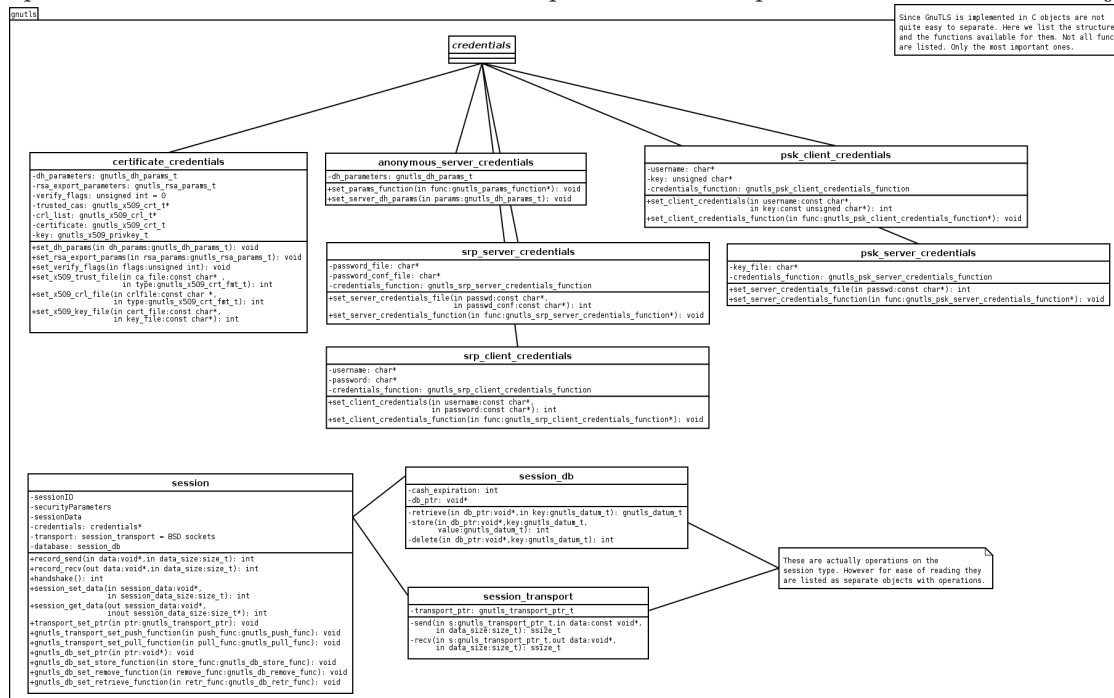 gnutls
Since GnuTLS is implemented in C objects are not
quite easy to separate. Here we list the structure
and the functions available for them. Not all func
are listed. Only the most important ones.
credentials
certificate_credentials
-dh_parameters: gnutls_dh_params_t
-rsa_export_parameters: gnutls_rsa_params_t
-verify_flags: unsigned int = 0
-trusted_cas: gnutls_x509_crt_t*
-crl_list: gnutls_x509_crl_t*
-certificate: gnutls_x509_crt_t
-key: gnutls_x509_privkey_t
+set_dh_params(in dh_params:gnutls_dh_params_t): void
+set_rsa_export_params(in rsa_params:gnutls_rsa_params_t): void
+set_verify_flags(in flags:unsigned int): void
+set_x509_trust_file(in ca_file:const char* ,
in type:gnutls_x509_crt_fmt_t): int
+set_x509_crl_file(in crlfile:const char *,
in type:gnutls_x509_crt_fmt_t): int
+set_x509_key_file(in cert_file:const char*,
in key_file:const char*): int
anonymous_server_credentials
-dh_parameters: gnutls_dh_params_t
+set_params_function(in func:gnutls_params_function*): void
+set_server_dh_params(in params:gnutls_dh_params_t): void
psk_client_credentials
-username: char*
-key: unsigned char*
-credentials_function: gnutls_psk_client_credentials_function
+set_client_credentials(in username:const char*,
in key:const unsigned char*): int
+set_client_credentials_function(in func:gnutls_psk_client_credentials_function*): void
srp_server_credentials
-password_file: char*
-password_conf_file: char*
-credentials_function: gnutls_srp_server_credentials_function
+set_server_credentials_file(in passwd:const char*,
in passwd_conf:const char*): int
+set_server_credentials_function(in func:gnutls_srp_server_credentials_function*): void
psk_server_credentials
-key_file: char*
-credentials_function: gnutls_psk_server_credentials_function
+set_server_credentials_file(in passwd:const char*): int
+set_server_credentials_function(in func:gnutls_psk_server_credentials_function*): void
srp_client_credentials
-username: char*
-password: char*
-credentials_function: gnutls_srp_client_credentials_function
+set_client_credentials(in username:const char*,
in password:const char*): int
+set_client_credentials_function(in func:gnutls_srp_client_credentials_function*): void
session
-sessionID
-securityParameters
-sessionData
-credentials: credentials*
-transport: session_transport = BSD sockets
-database: session_db
+record_send(in data:void*,in data_size:size_t): int
+record_recv(out data:void*,in data_size:size_t): int
+handshake(): int
+session_set_data(in session_data:void*,
in session_data_size:size_t): int
+session_get_data(out session_data:void*,
inout session_data_size:size_t*): int
+transport_set_ptr(in ptr:gnutls_transport_ptr): void
+gnutls_transport_set_push_function(in push_func:gnutls_push_func): void
+gnutls_transport_set_pull_function(in pull_func:gnutls_pull_func): void
+gnutls_db_set_ptr(in ptr:void*): void
+gnutls_db_set_store_function(in store_func:gnutls_db_store_func): void
+gnutls_db_set_remove_function(in remove_func:gnutls_db_remove_func): void
+gnutls_db_set_retrieve_function(in retr_func:gnutls_db_retr_func): void
session_db
-cash_expiration: int
-db_ptr: void*
-retrieve(in db_ptr:void*,in key:gnutls_datum_t): gnutls_datum_t
-store(in db_ptr:void*,key:gnutls_datum_t,
value:gnutls_datum_t): int
-delete(in db_ptr:void*,key:gnutls_datum_t): int
session_transport
-transport_ptr: gnutls_transport_ptr_t
-send(in s:gnutls_transport_ptr_t,in data:const void*,
in data_size:size_t): ssize_t
-recv(in s:gnuls_transport_ptr_t,out data:void*,
in data_size:size_t): ssize_t
These are actually operations on the
session type. However for ease of reading they
are listed as separate objects with operations.